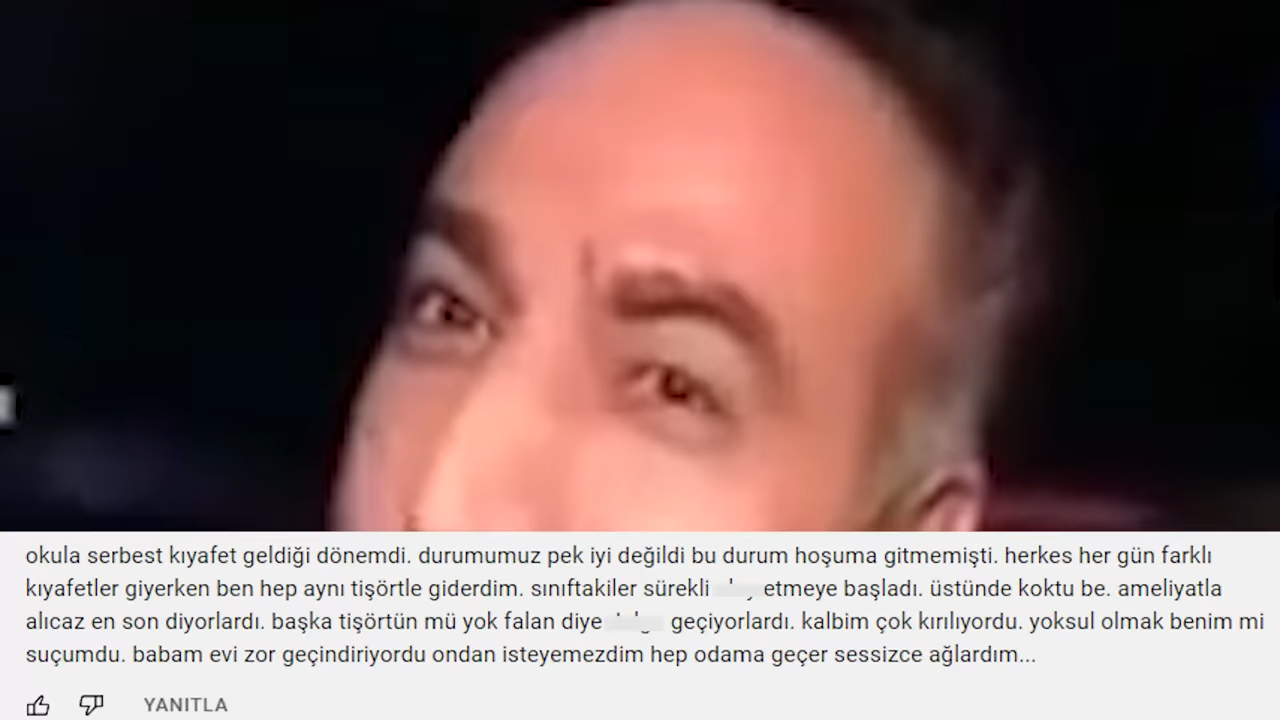 okula serbest kıyafet geldiği dönemdi. durumumuz pek iyi değildi bu durum hoşuma gitmemişti. herkes her gün farklı
kıyafetler giyerken ben hep aynı tişörtle giderdim. sınıftakiler sürekli etmeye başladı. üstünde koktu be. ameliyatla
alıcaz en son diyorlardı. başka tişörtün mü yok falan diye geçiyorlardı. kalbim çok kırılıyordu. yoksul olmak benim mi
suçumdu. babam evi zor geçindiriyordu ondan isteyemezdim hep odama geçer sessizce ağlardım...
YANITLA